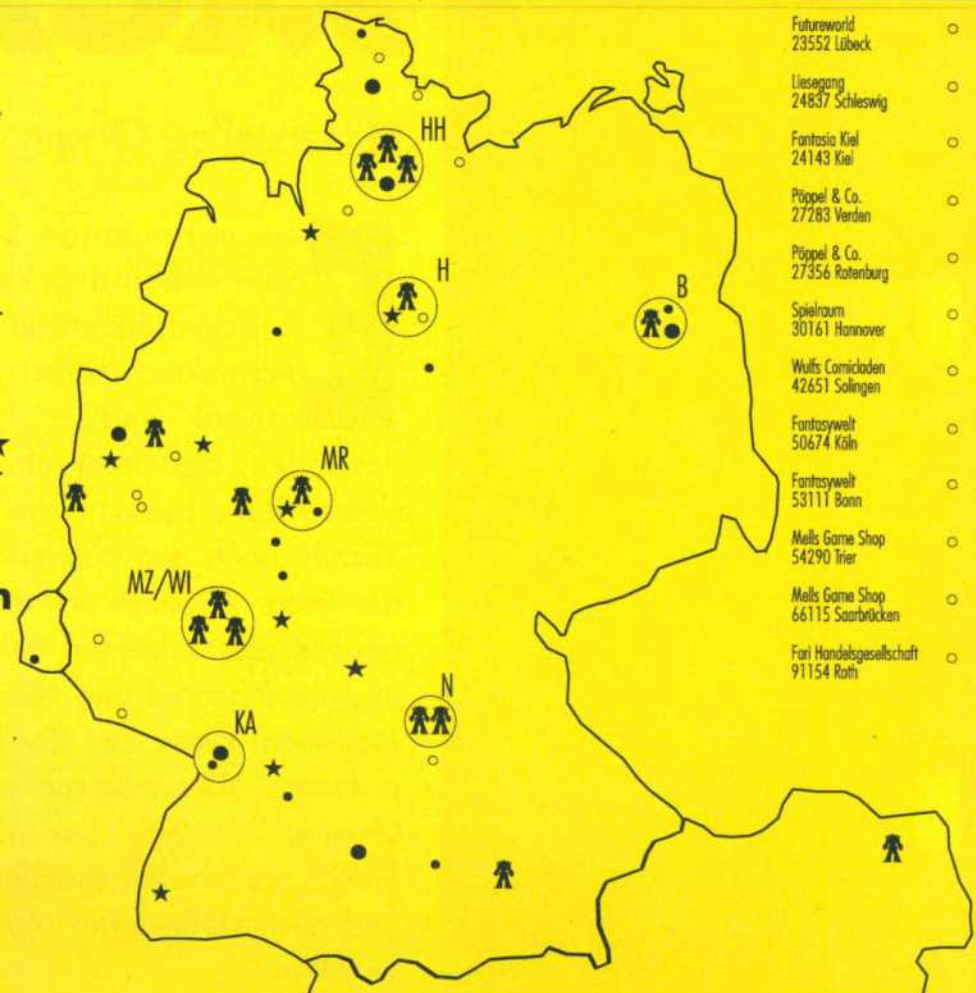 HH
H
B
MR
MZ/WI
N
KA
n
Futureworld
23552 Lübeck
Liesegang
24837 Schleswig
Fantasia Kiel
24143 Kiel
Pöppel & Co.
27283 Verden
Pöppel & Co.
27356 Rotenburg
Spielraum
30161 Hannover
Wulfs Comicladen
42651 Solingen
Fantasywelt
50674 Köln
Fantasywelt
53111 Bonn
Mells Game Shop
54290 Trier
Mells Game Shop
66115 Saarbrücken
Fari Handelsgesellschaft
91154 Roth